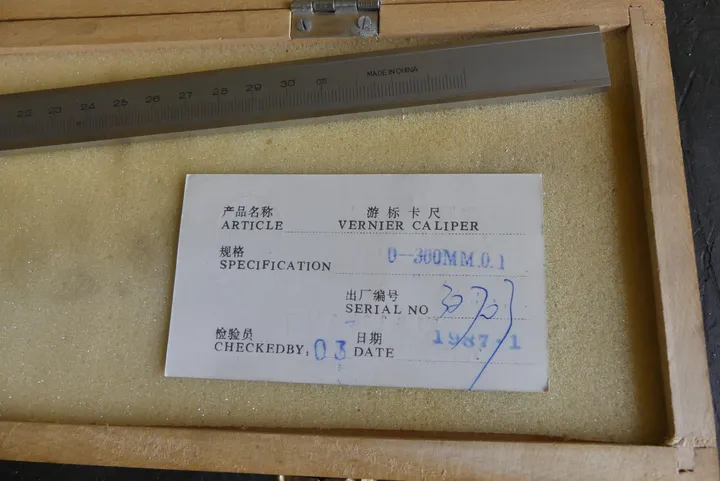 22 23 24 25 26 27 28 29 30 31
MADE IN CHINA
产品名称 游标卡尺
ARTICLE VERNIER CALIPER
规格
SPECIFICATION 0-300MM.0.1
出厂编号
SERIAL NO
检验员 日期
CHECKEDBY: 03 DATE 1987.1